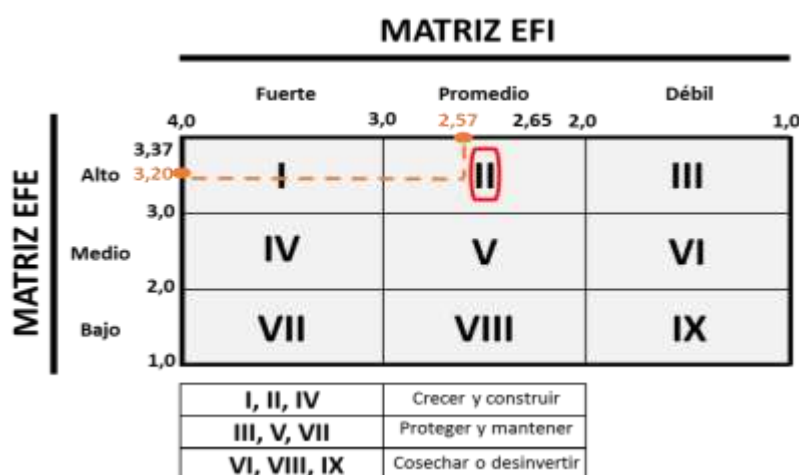 MATRIZ EFI
Fuerte Promedio Débil
4,0 3,0 2,57 2,65 2,0 1,0
MATRIZ EFE
3,37
Alto 3,20 I II III
3,0
Medio IV V VI
2,0
Bajo VII VIII IX
1,0
I, II, IV Crecer y construir
III, V, VII Proteger y mantener
VI, VIII, IX Cosechar o desinvertir